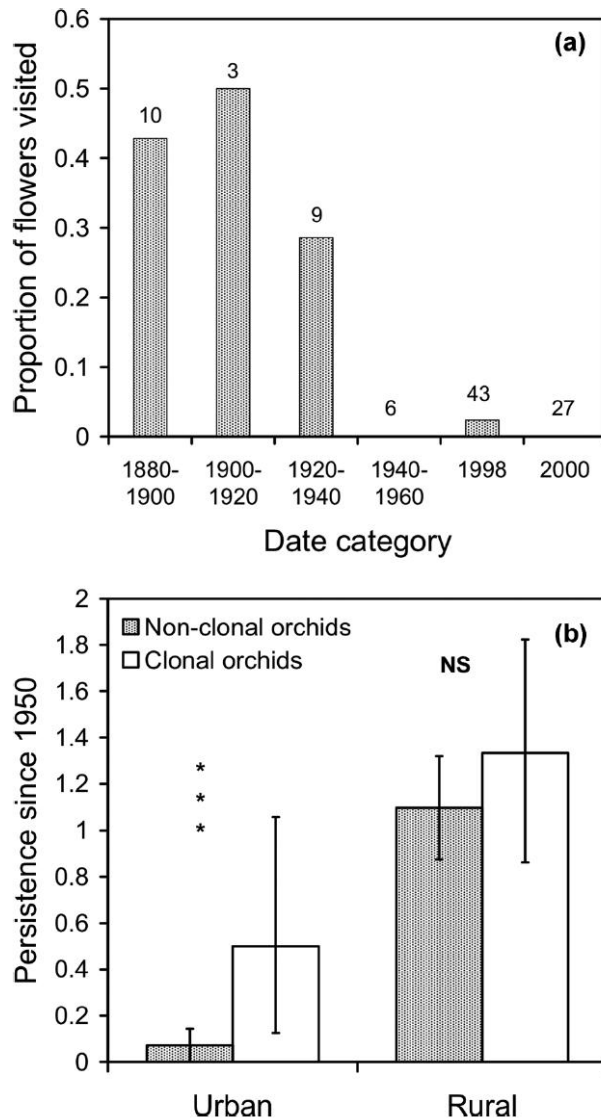 0.6
(a)
0.5
0.4
0.3
0.2
0.1
0
Proportion of flowers visited
10
3
9
6
43
27
1880- 1900- 1920- 1940- 1998 2000
1900 1920 1940 1960
Date category
2
1.8
1.6
1.4
1.2
1
0.8
0.6
0.4
0.2
0
Persistence since 1950
Non-clonal orchids
Clonal orchids
(b)
NS
*
*
*
Urban Rural